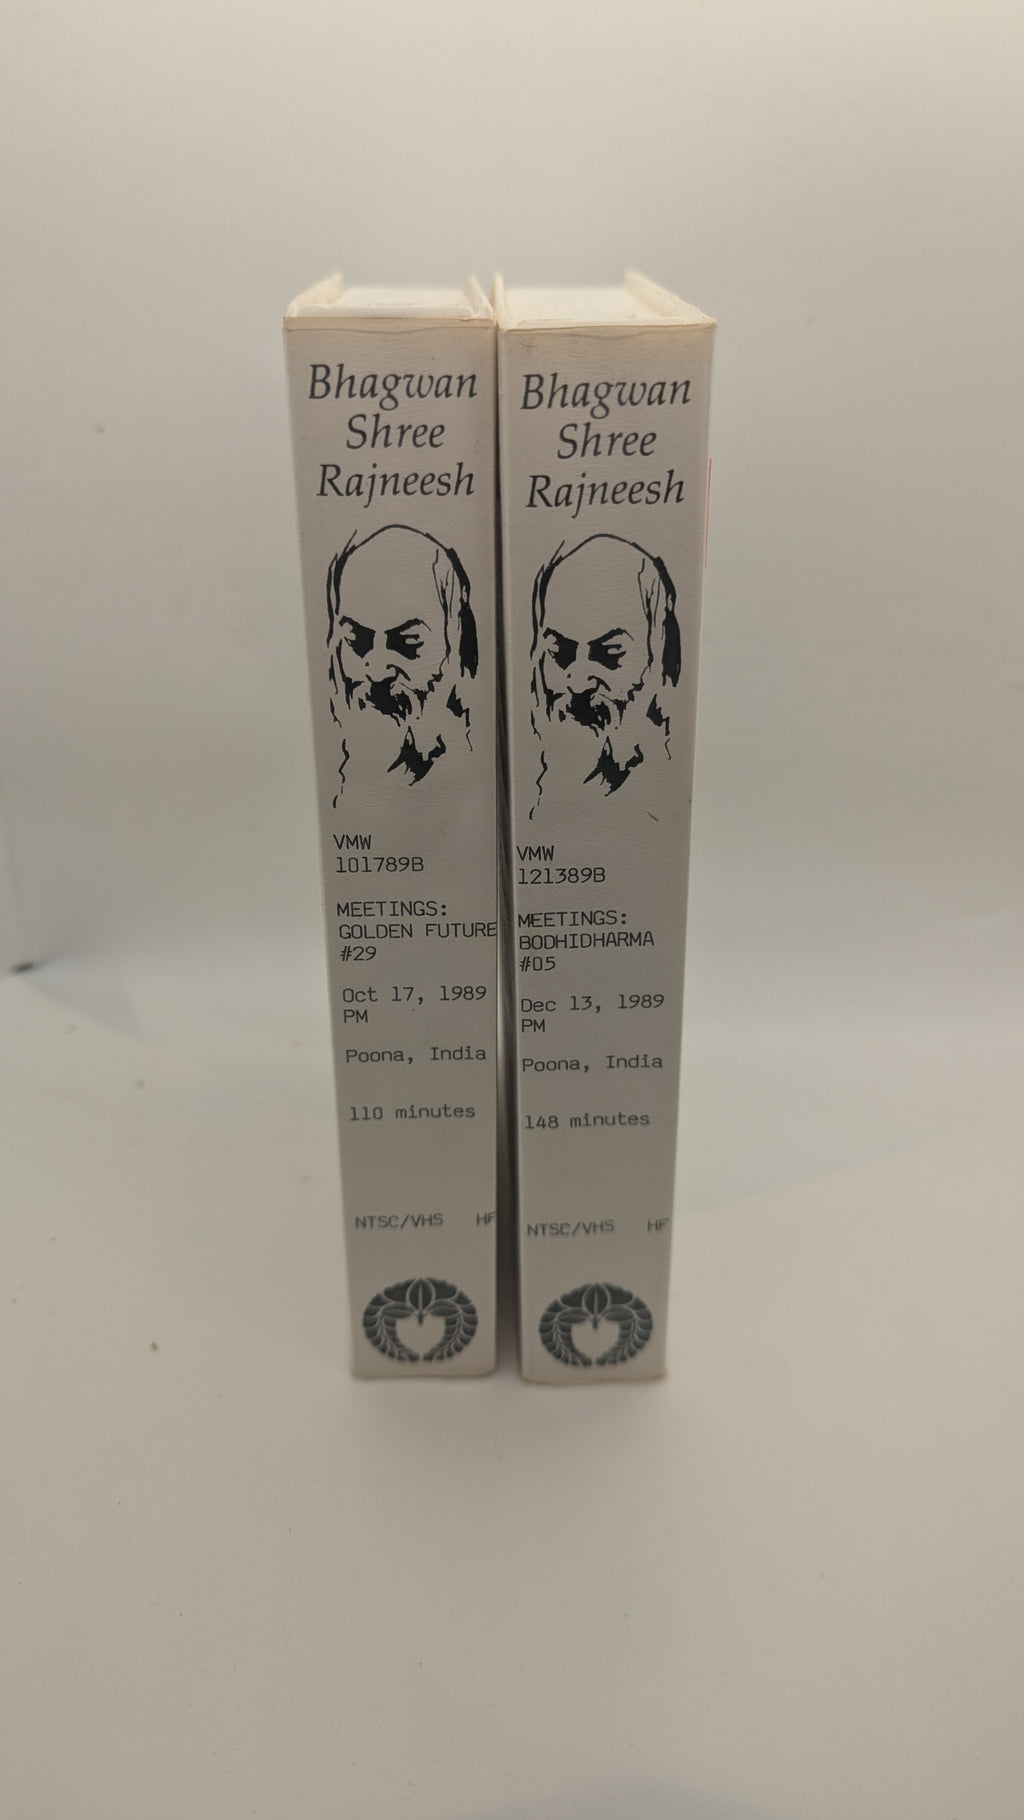 Bhagwan
Shree
Rajneesh
VMW
101789B
MEETINGS:
GOLDEN FUTURE
#29
Oct 17, 1989
PM
Poona, India
110 minutes
NTSC/VHS HF
Bhagwan
Shree
Rajneesh
VMW
121389B
MEETINGS:
BODHIDHARMA
#05
Dec 13, 1989
PM
Poona, India
148 minutes
NTSC/VHS HF